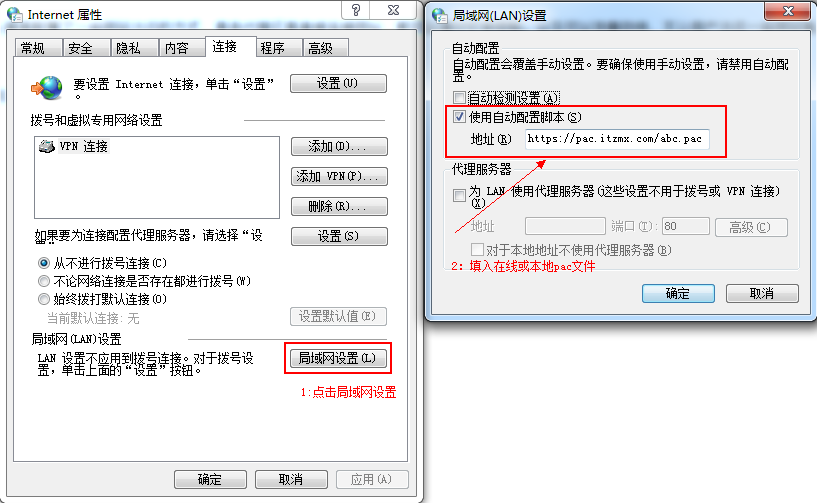 Internet 属性
常规 安全 隐私 内容 连接 程序 高级
要设置 Internet 连接，单击“设置”
。
设置(U)
拨号和虚拟专用网络设置
VPN 连接
添加(D)...
添加 VPN(P)...
删除(R)...
设置(S)
如果要为连接配置代理服务器，请选择“设
从不进行拨号连接(C)
不论网络连接是否存在都进行拨号(W)
始终拨打默认连接(O)
当前默认连接: 无
设置默认值(E)
局域网(LAN)设置
LAN 设置不应用到拨号连接。对于拨号设
置，单击上面的“设置”按钮。
局域网设置(L)
1:点击局域网设置
确定 取消 应用(A)
局域网(LAN)设置
自动配置
自动配置会覆盖手动设置。要确保使用手动设置，请禁用自动配
置。
自动检测设置(A)
使用自动配置脚本(S)
地址(R) https://pac.itzmx.com/abc.pac
代理服务器
为 LAN 使用代理服务器(这些设置不用于拨号或 VPN 连接)
(X)
地址 端口(T): 80 高级(C)
对于本地地址不使用代理服务器(B)
2: 填入在线或本地pac文件
确定 取消